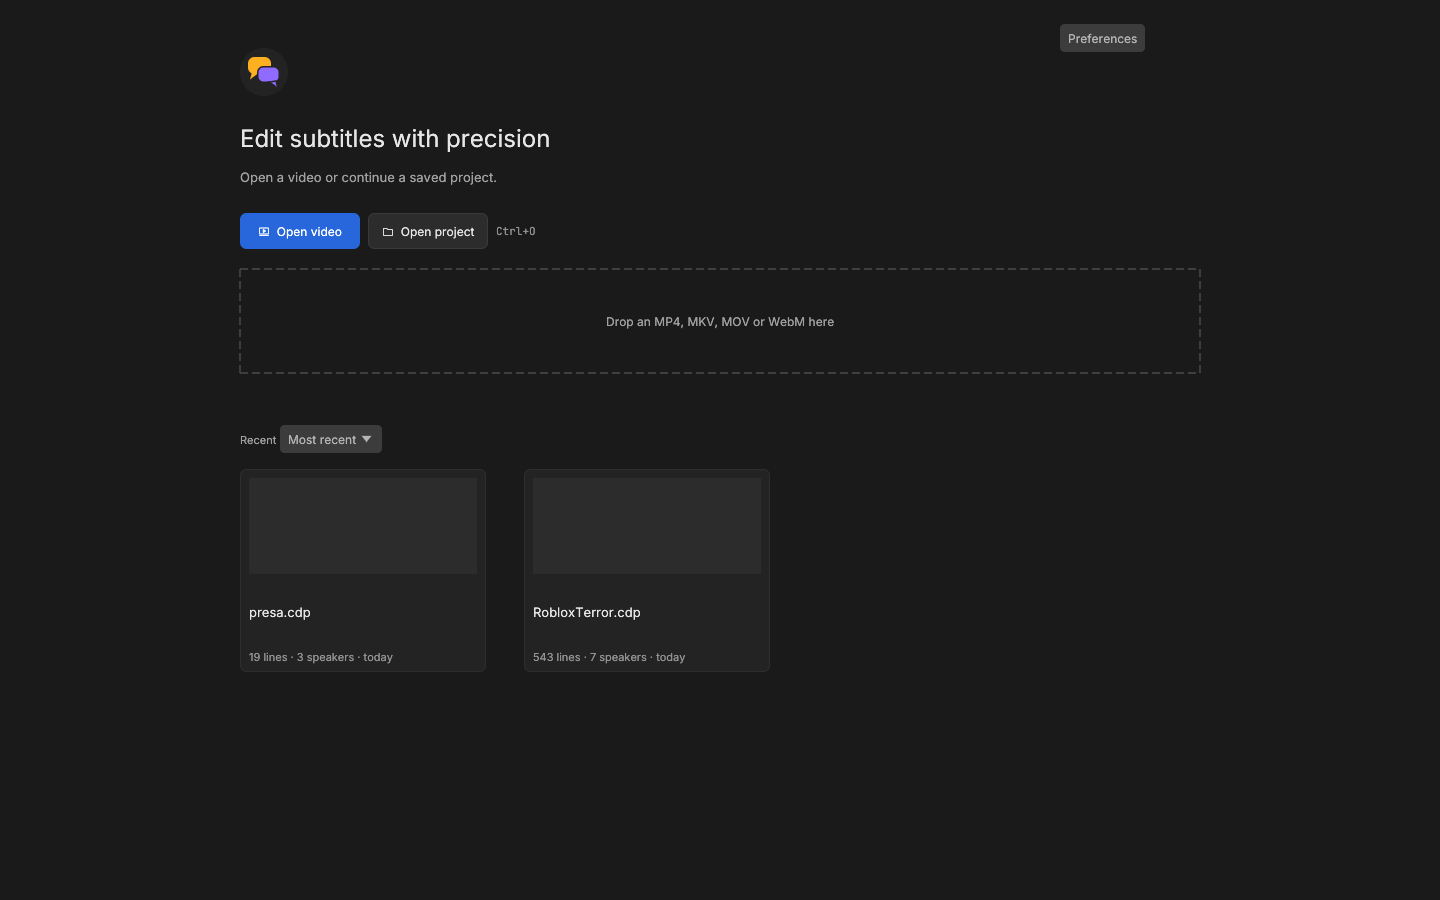 Preferences
Edit subtitles with precision
Open a video or continue a saved project.
Open video
Open project
Ctrl+O
Drop an MP4, MKV, MOV or WebM here
Recent
Most recent
presa.cdp
19 lines · 3 speakers · today
RobloxTerror.cdp
543 lines · 7 speakers · today